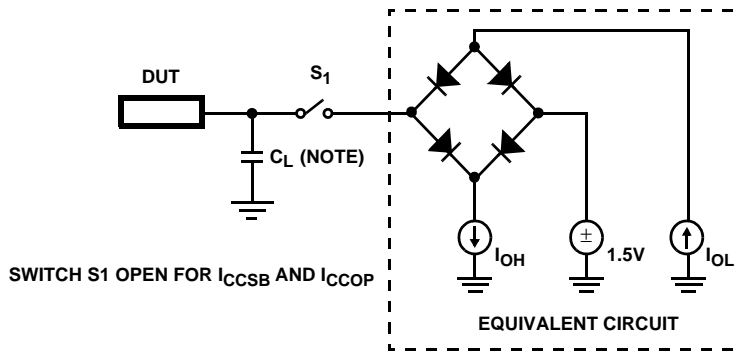 DUT
S1
CL (NOTE)
IOH
±
1.5V
IOL
SWITCH S1 OPEN FOR ICCSB AND ICCOP
EQUIVALENT CIRCUIT